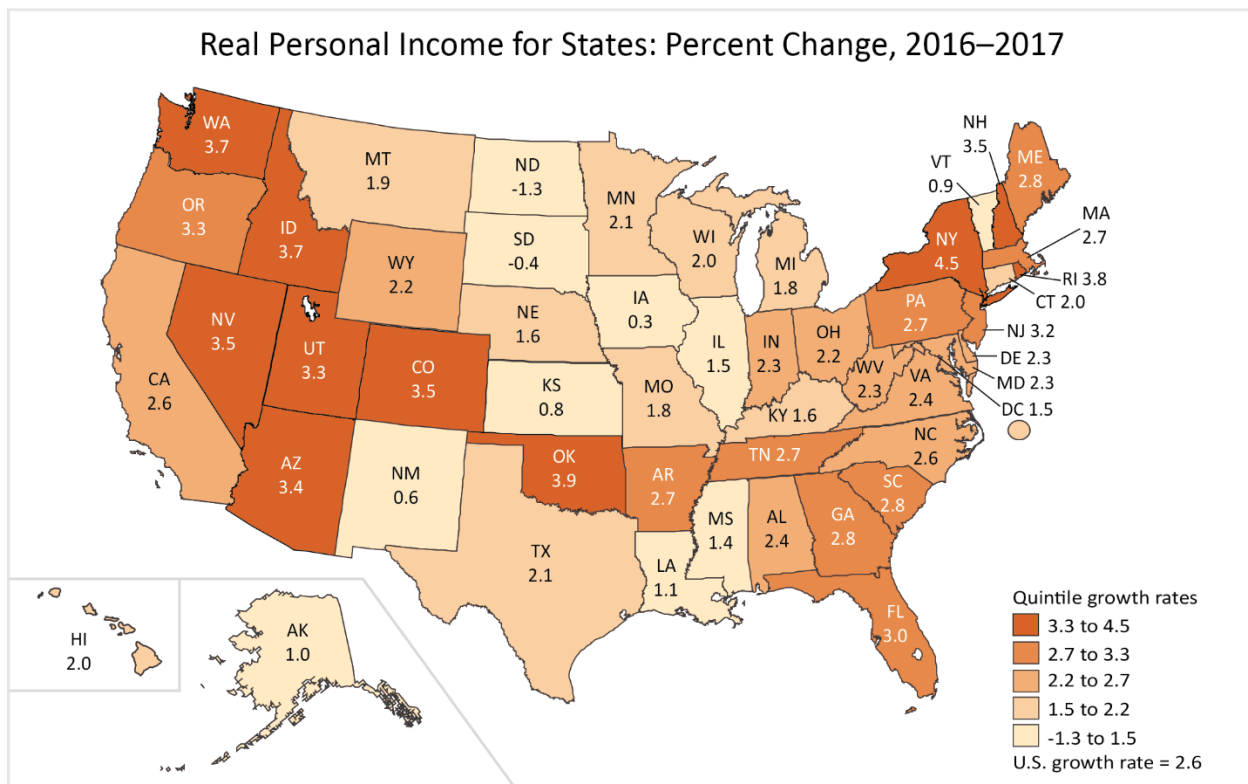 Real Personal Income for States: Percent Change, 2016–2017
WA
3.7
MT
1.9
ND
-1.3
MN
2.1
NH
3.5
VT
0.9
ME
2.8
OR
3.3
ID
3.7
SD
-0.4
WI
2.0
MI
1.8
NY
4.5
MA
2.7
WY
2.2
RI 3.8
CT 2.0
NV
3.5
UT
3.3
CO
3.5
NE
1.6
IA
0.3
IL
1.5
IN
2.3
OH
2.2
PA
2.7
NJ 3.2
DE 2.3
MD 2.3
DC 1.5
CA
2.6
KS
0.8
MO
1.8
KY 1.6
WV
2.3
VA
2.4
AZ
3.4
NM
0.6
OK
3.9
AR
2.7
TN 2.7
NC
2.6
SC
2.8
TX
2.1
LA
1.1
MS
1.4
AL
2.4
GA
2.8
FL
3.0
HI
2.0
AK
1.0
Quintile growth rates
3.3 to 4.5
2.7 to 3.3
2.2 to 2.7
1.5 to 2.2
-1.3 to 1.5
U.S. growth rate = 2.6